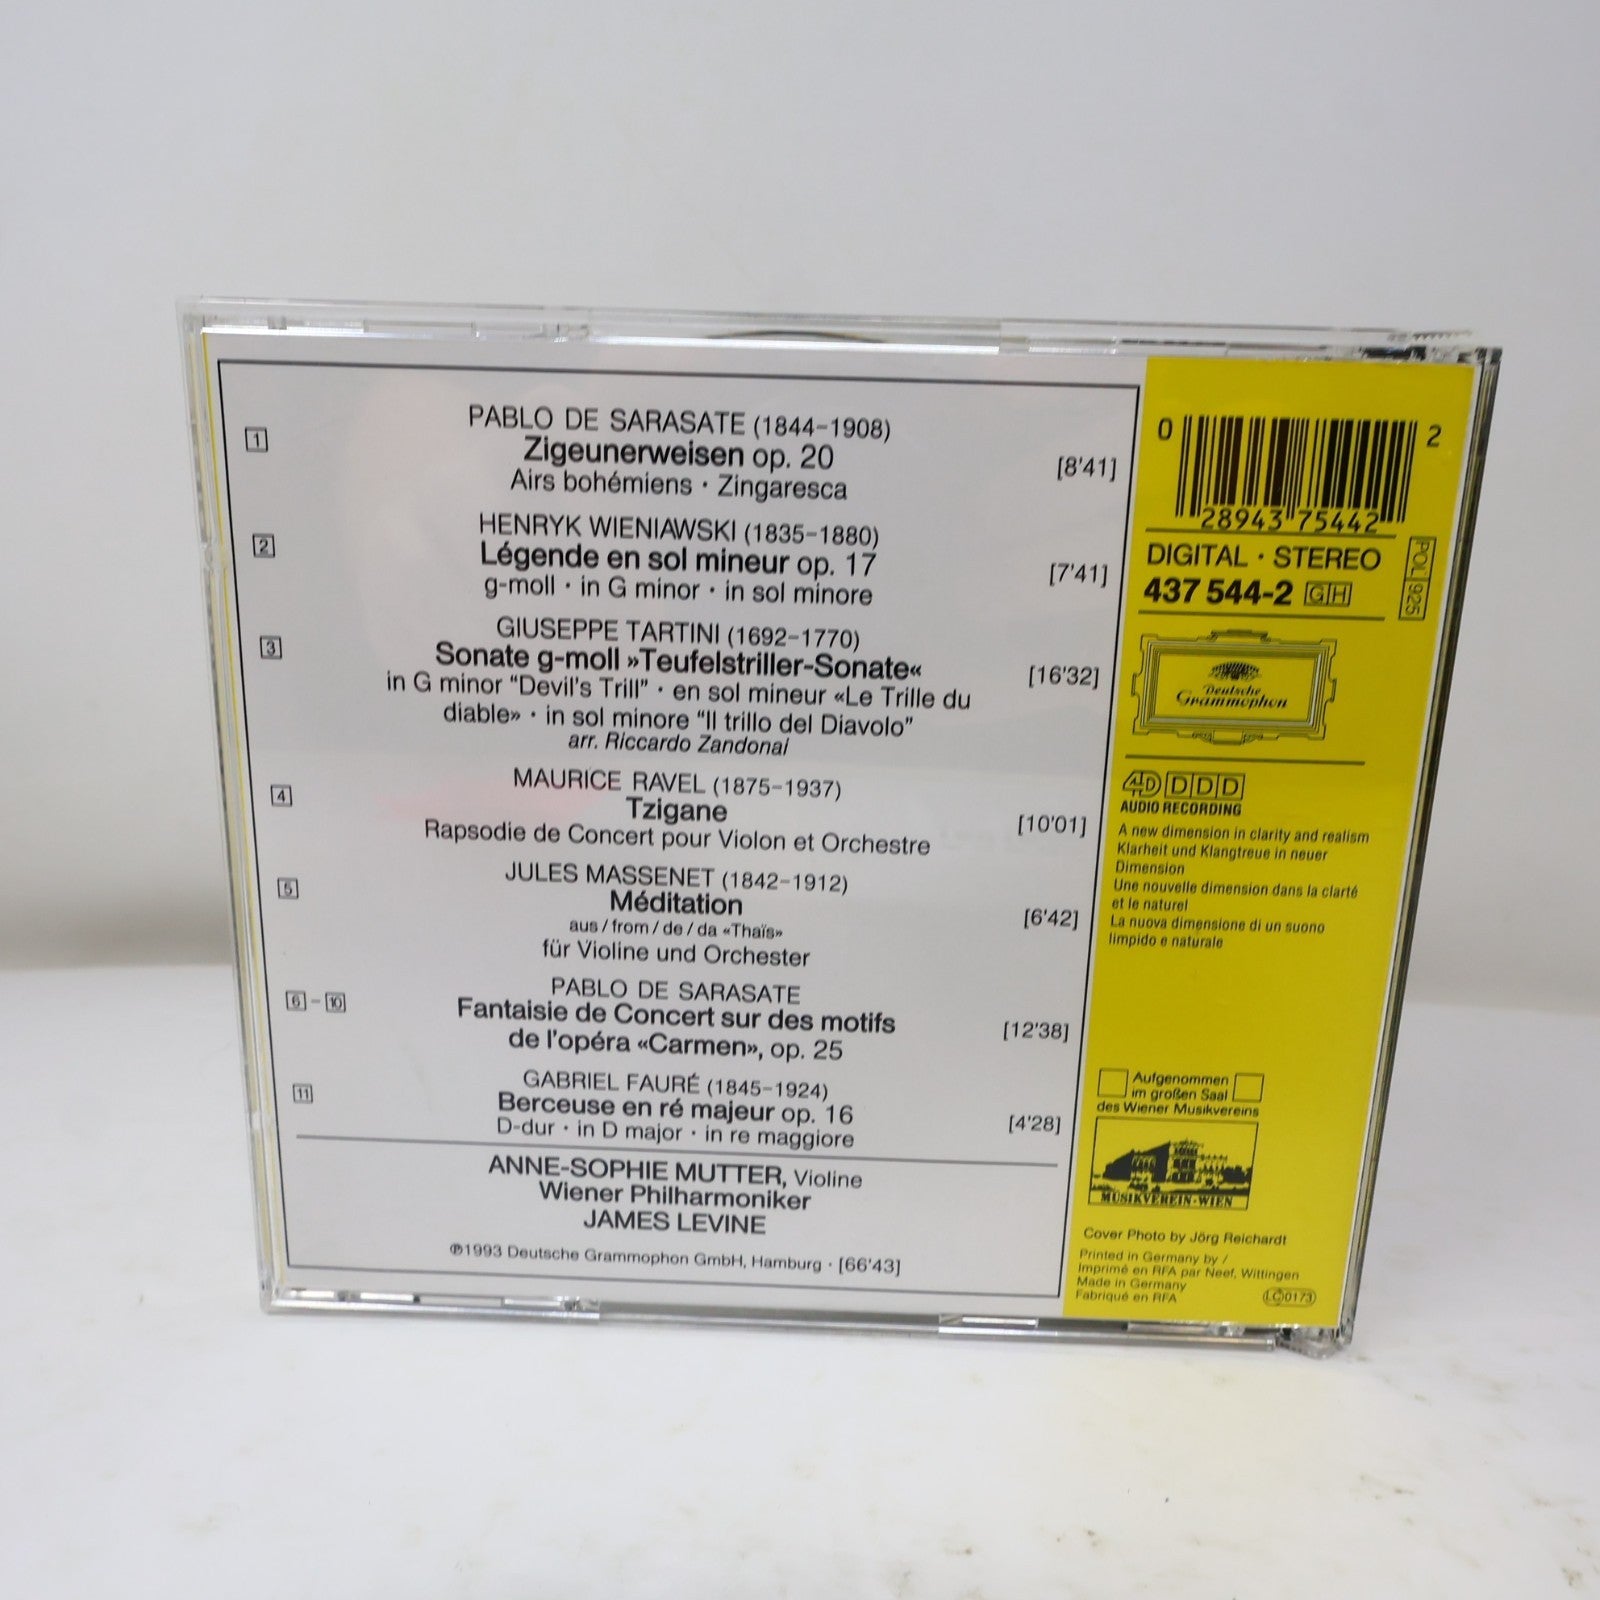 1
PABLO DE SARASATE (1844-1908)
Zigeunerweisen op. 20
[8'41]
Airs bohémiens · Zingaresca
2
HENRYK WIENIAWSKI (1835-1880)
Légende en sol mineur op. 17
[7'41]
g-moll · in G minor · in sol minore
3
GIUSEPPE TARTINI (1692-1770)
Sonate g-moll »Teufelstriller-Sonate«
[16'32]
in G minor "Devil's Trill" · en sol mineur «Le Trille du
diable» · in sol minore "Il trillo del Diavolo"
arr. Riccardo Zandonai
4
MAURICE RAVEL (1875-1937)
Tzigane
[10'01]
Rapsodie de Concert pour Violon et Orchestre
5
JULES MASSENET (1842-1912)
Méditation
[6'42]
aus / from / de / da «Thaïs»
für Violine und Orchester
6 - 10
PABLO DE SARASATE
Fantaisie de Concert sur des motifs
[12'38]
de l'opéra «Carmen», op. 25
11
GABRIEL FAURÉ (1845-1924)
Berceuse en ré majeur op. 16
[4'28]
D-dur · in D major · in re maggiore
ANNE-SOPHIE MUTTER, Violine
Wiener Philharmoniker
JAMES LEVINE
℗1993 Deutsche Grammophon GmbH, Hamburg · [66'43]
0 28943 75442 2
DIGITAL · STEREO
437 544-2 GH
POL 925
Deutsche
Grammophon
4D DDD
AUDIO RECORDING
A new dimension in clarity and realism
Klarheit und Klangtreue in neuer
Dimension
Une nouvelle dimension dans la clarté
et le naturel
La nuova dimensione di un suono
limpido e naturale
Aufgenommen
im großen Saal
des Wiener Musikvereins
MUSIKVEREIN-WIEN
Cover Photo by Jörg Reichardt
Printed in Germany by /
Imprimé en RFA par Neef, Wittingen
Made in Germany
Fabriqué en RFA
LC 0173